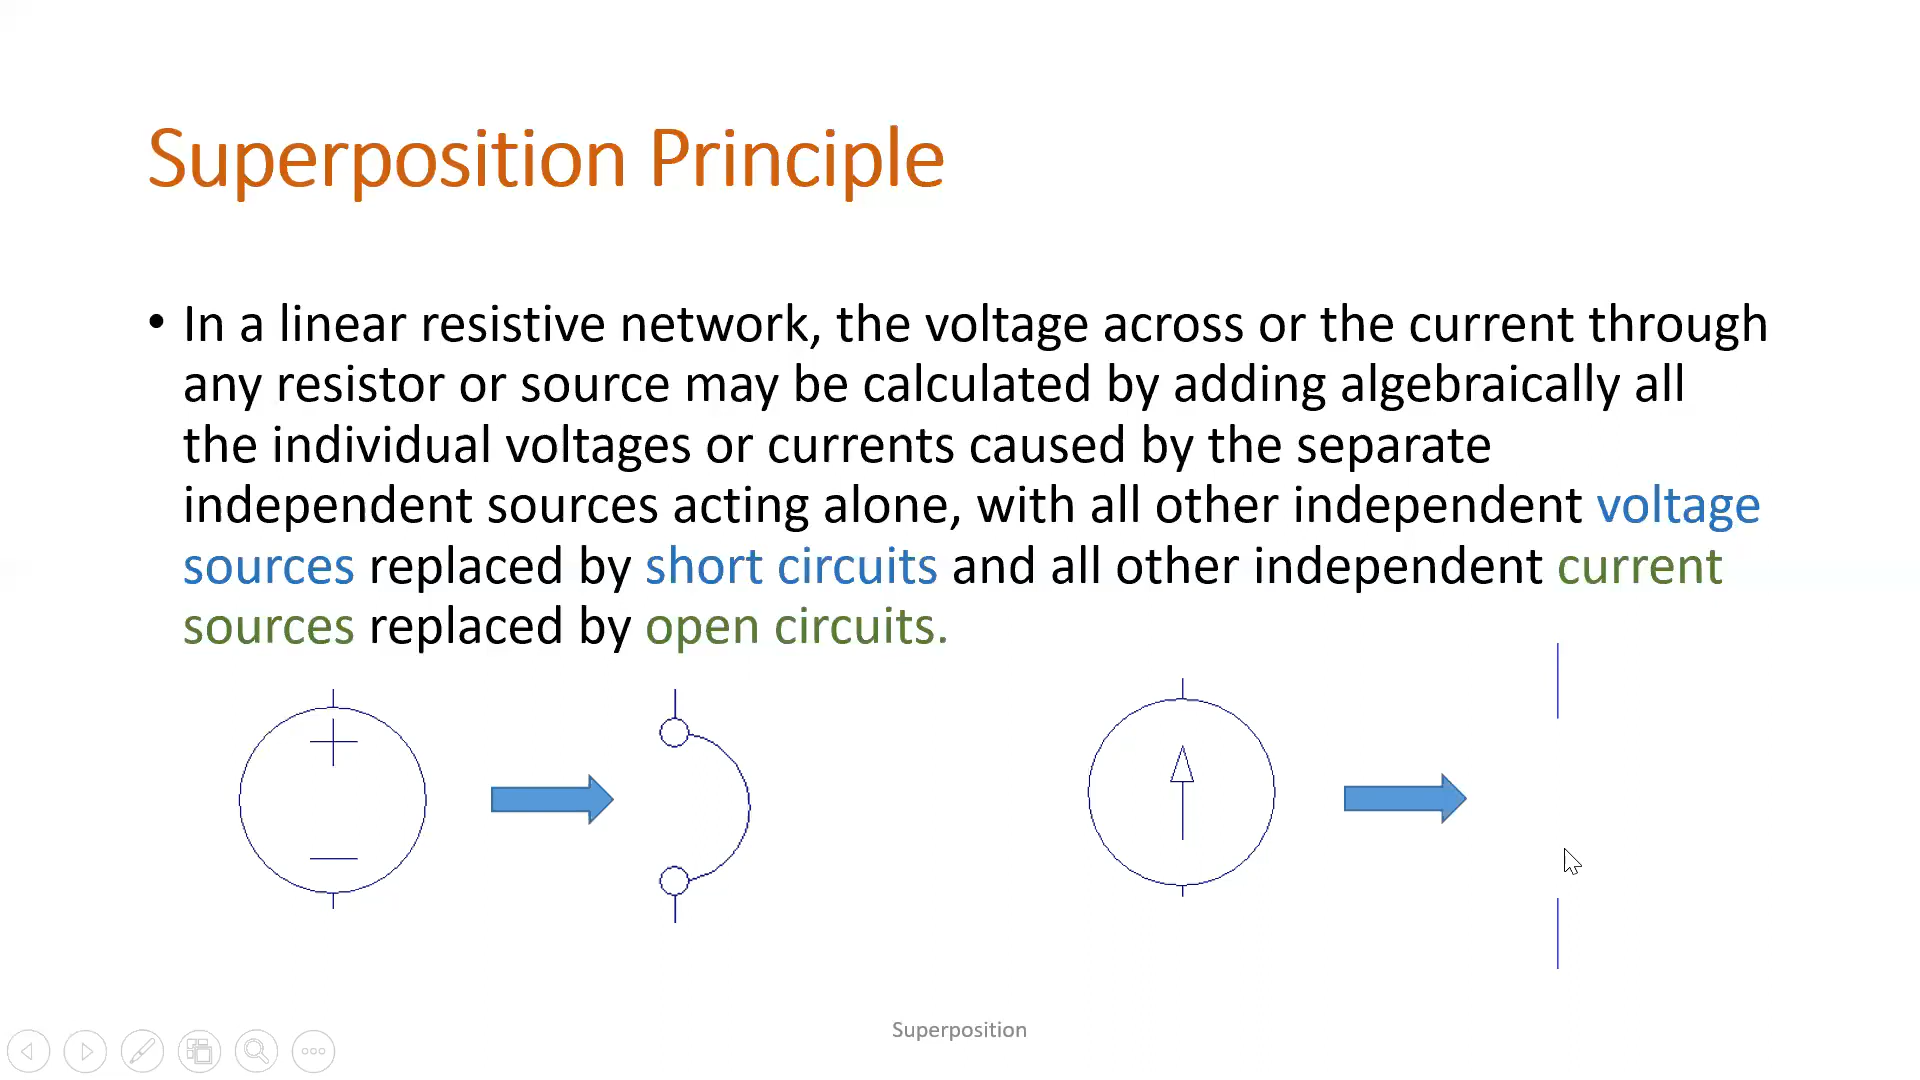 Superposition Principle
• In a linear resistive network, the voltage across or the current through
any resistor or source may be calculated by adding algebraically all
the individual voltages or currents caused by the separate
independent sources acting alone, with all other independent voltage
sources replaced by short circuits and all other independent current
sources replaced by open circuits.
Superposition